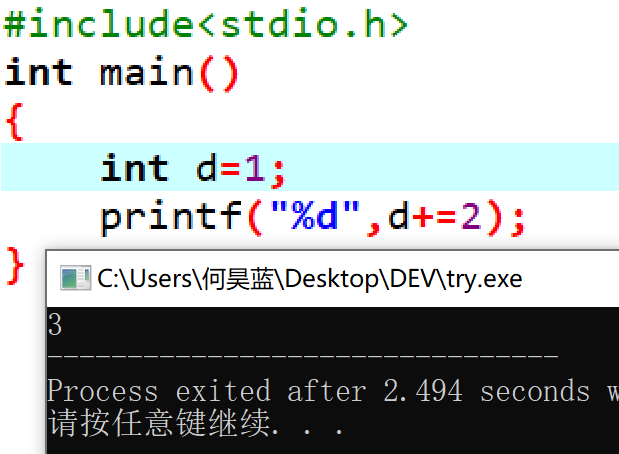 #include<stdio.h>
int main()
{
int d=1;
printf("%d",d+=2);
}
C:\Users\何昊蓝\Desktop\DEV\try.exe
3
--------------------------------
Process exited after 2.494 seconds w
请按任意键继续. . .